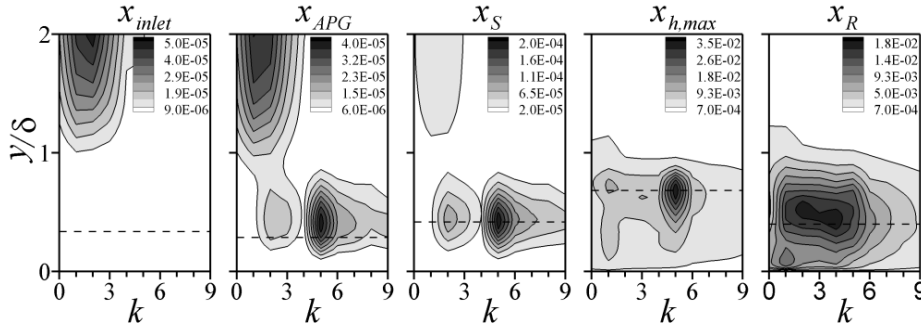 x_inlet x_APG x_S x_h,max x_R
y/δ
2
1
0
5.0E-05
4.0E-05
2.9E-05
1.9E-05
9.0E-06
4.0E-05
3.2E-05
2.3E-05
1.5E-05
6.0E-06
2.0E-04
1.6E-04
1.1E-04
6.5E-05
2.0E-05
3.5E-02
2.6E-02
1.8E-02
9.3E-03
7.0E-04
1.8E-02
1.4E-02
9.3E-03
5.0E-03
7.0E-04
0 3 6 9 0 3 6 9 0 3 6 9 0 3 6 9 0 3 6 9
k k k k k